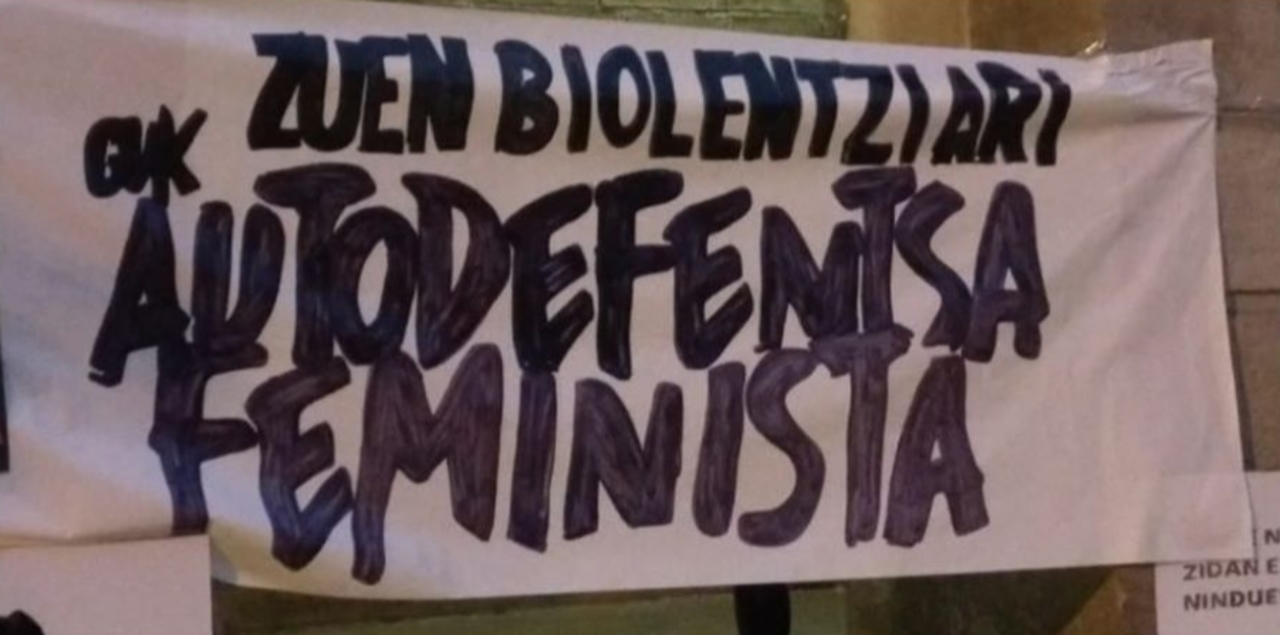 ZUEN BIOLENTZIARI
GUK
AUTODEFENTSA
FEMINISTA
ZIDAN E
NINDUE